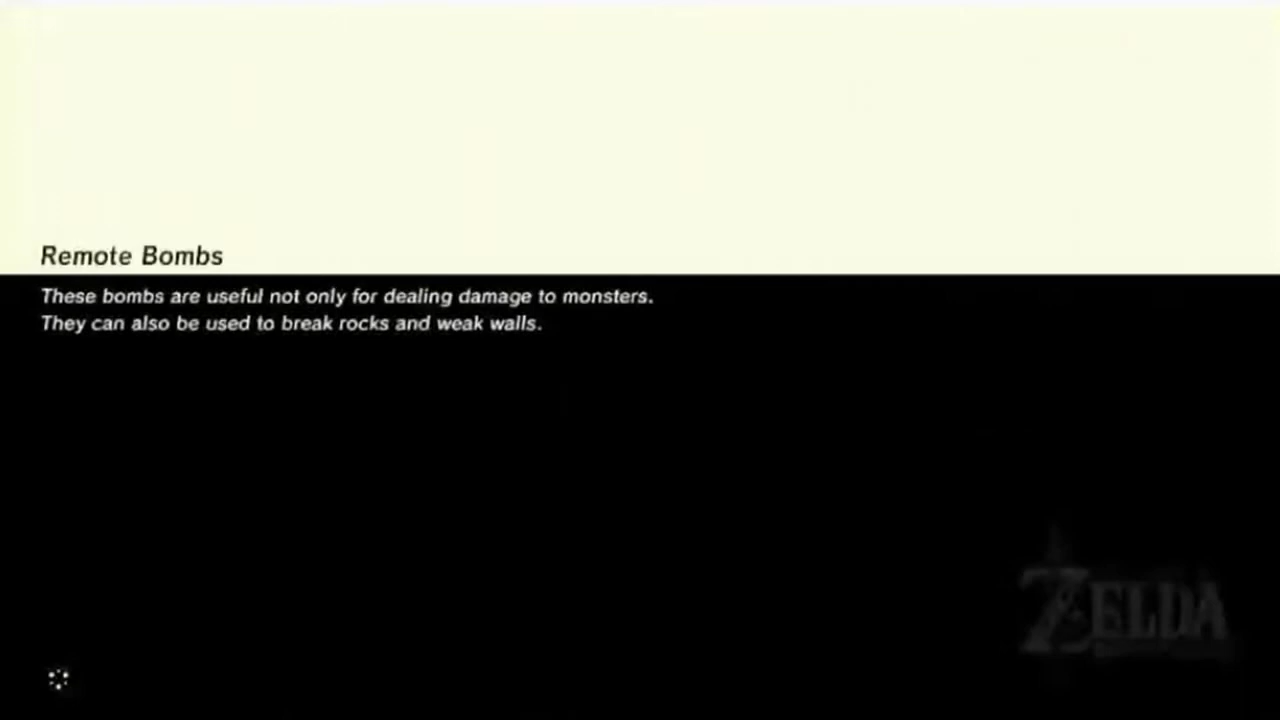 Remote Bombs
These bombs are useful not only for dealing damage to monsters.
They can also be used to break rocks and weak walls.
ZELDA